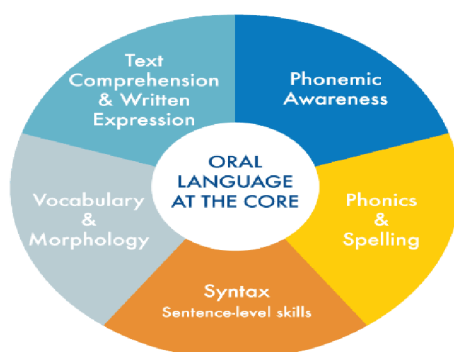 Text
Comprehension
& Written
Expression
Phonemic
Awareness
ORAL
LANGUAGE
AT THE CORE
Vocabulary
&
Morphology
Phonics
&
Spelling
Syntax
Sentence-level skills